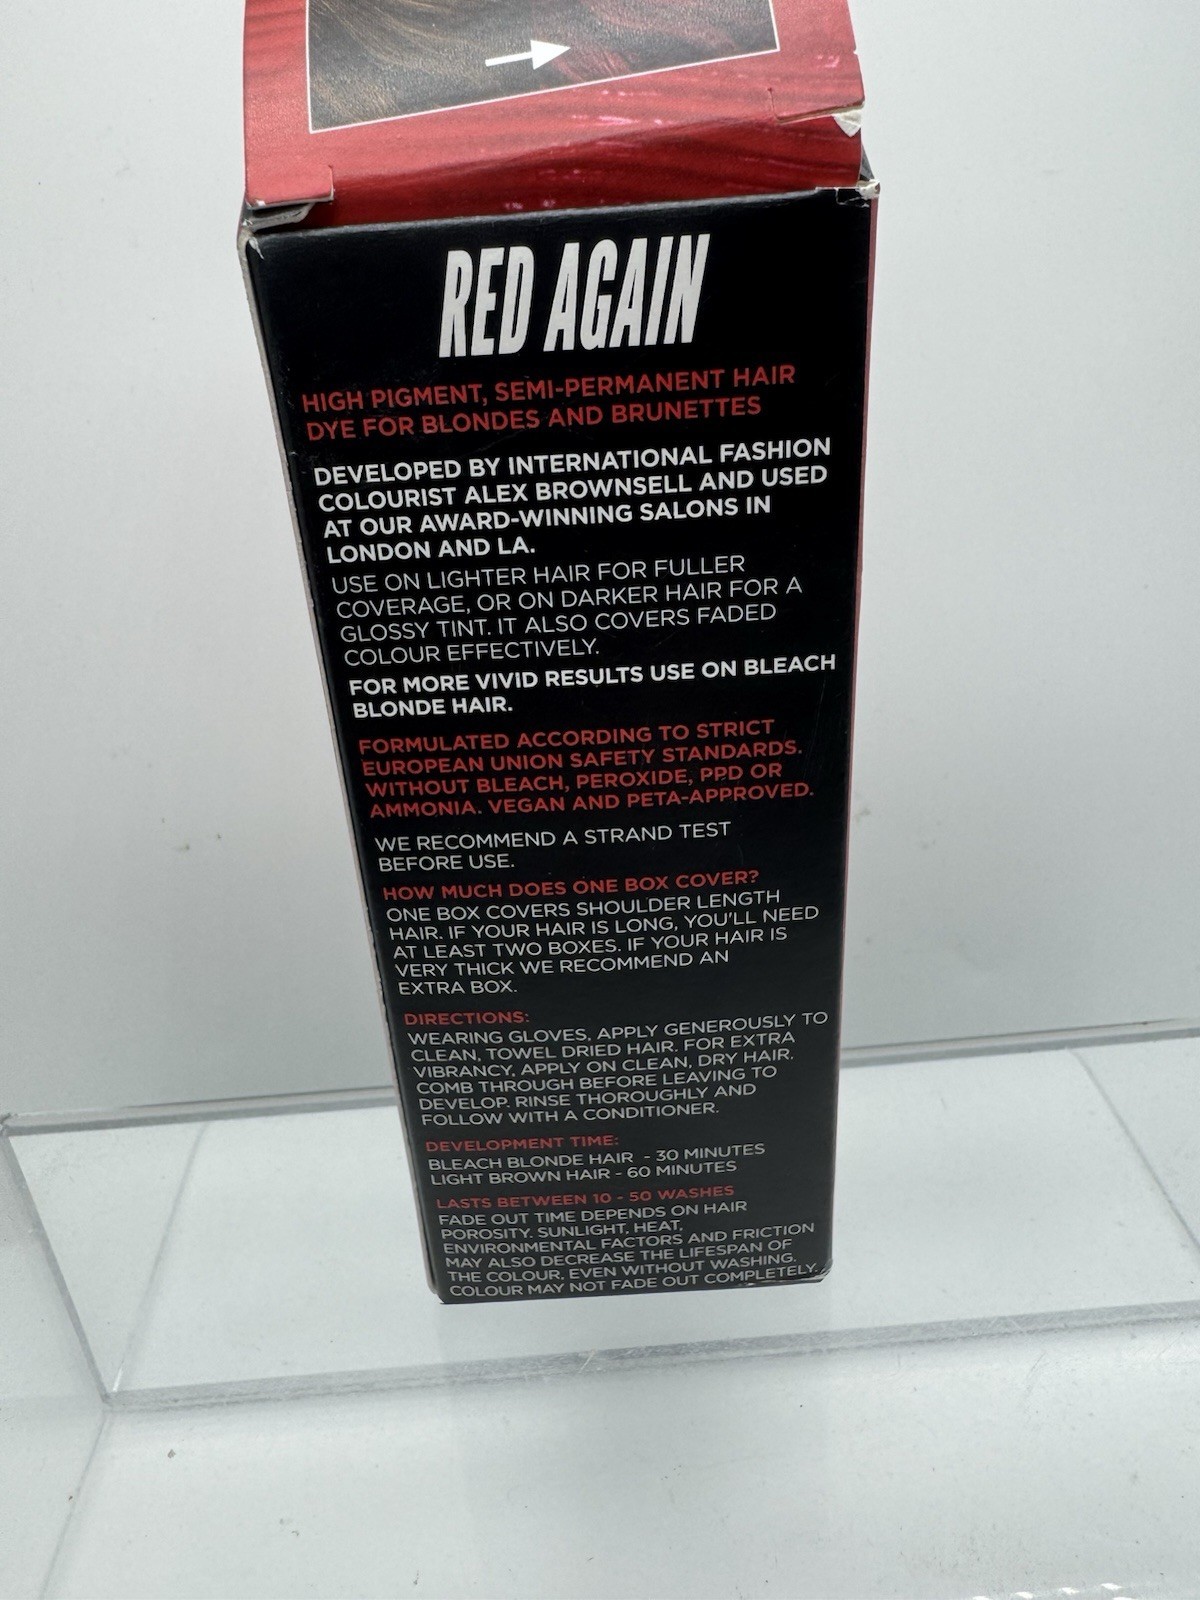 RED AGAIN
HIGH PIGMENT, SEMI-PERMANENT HAIR
DYE FOR BLONDES AND BRUNETTES
DEVELOPED BY INTERNATIONAL FASHION
COLOURIST ALEX BROWNSELL AND USED
AT OUR AWARD-WINNING SALONS IN
LONDON AND LA.
USE ON LIGHTER HAIR FOR FULLER
COVERAGE, OR ON DARKER HAIR FOR A
GLOSSY TINT. IT ALSO COVERS FADED
COLOUR EFFECTIVELY.
FOR MORE VIVID RESULTS USE ON BLEACH
BLONDE HAIR.
FORMULATED ACCORDING TO STRICT
EUROPEAN UNION SAFETY STANDARDS.
WITHOUT BLEACH, PEROXIDE, PPD OR
AMMONIA. VEGAN AND PETA-APPROVED.
WE RECOMMEND A STRAND TEST
BEFORE USE.
HOW MUCH DOES ONE BOX COVER?
ONE BOX COVERS SHOULDER LENGTH
HAIR. IF YOUR HAIR IS LONG, YOU'LL NEED
AT LEAST TWO BOXES. IF YOUR HAIR IS
VERY THICK WE RECOMMEND AN
EXTRA BOX.
DIRECTIONS:
WEARING GLOVES, APPLY GENEROUSLY TO
CLEAN, TOWEL DRIED HAIR. FOR EXTRA
VIBRANCY, APPLY ON CLEAN, DRY HAIR.
COMB THROUGH BEFORE LEAVING TO
DEVELOP. RINSE THOROUGHLY AND
FOLLOW WITH A CONDITIONER.
DEVELOPMENT TIME:
BLEACH BLONDE HAIR - 30 MINUTES
LIGHT BROWN HAIR - 60 MINUTES
LASTS BETWEEN 10 - 50 WASHES
FADE OUT TIME DEPENDS ON HAIR
POROSITY. SUNLIGHT, HEAT,
ENVIRONMENTAL FACTORS AND FRICTION
MAY ALSO DECREASE THE LIFESPAN OF
THE COLOUR, EVEN WITHOUT WASHING.
COLOUR MAY NOT FADE OUT COMPLETELY.